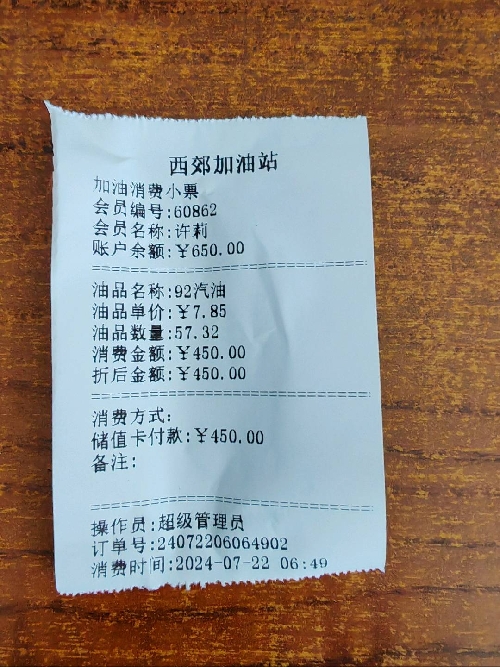 西郊加油站
加油消费小票
会员编号:60862
会员名称:许莉
账户余额:¥650.00
油品名称:92汽油
油品单价:¥7.85
油品数量:57.32
消费金额:¥450.00
折后金额:¥450.00
消费方式:
储值卡付款:¥450.00
备注:
操作员:超级管理员
订单号:24072206064902
消费时间:2024-07-22 06:49